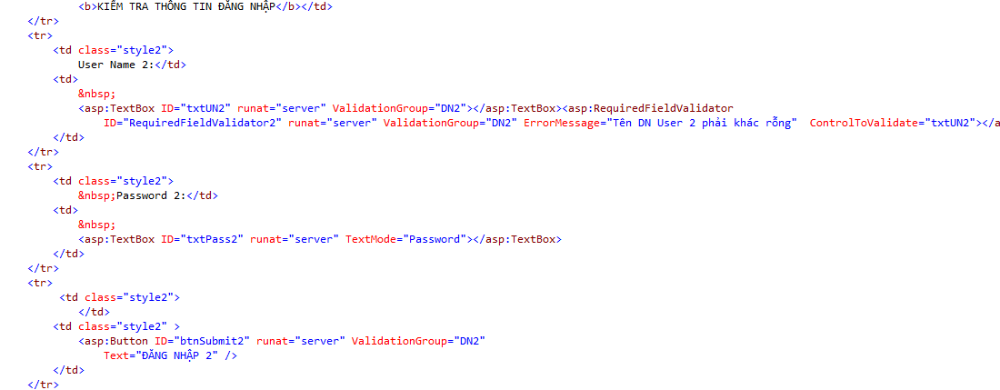 <b>KIỂM TRA THÔNG TIN ĐĂNG NHẬP</b></td>
</tr>
<tr>
<td class="style2">
User Name 2:</td>
<td>
&nbsp;
<asp:TextBox ID="txtUN2" runat="server" ValidationGroup="DN2"></asp:TextBox><asp:RequiredFieldValidator
ID="RequiredFieldValidator2" runat="server" ValidationGroup="DN2" ErrorMessage="Tên DN User 2 phải khác rỗng"  ControlToValidate="txtUN2"></a
</td>
</tr>
<tr>
<td class="style2">
&nbsp;Password 2:</td>
<td>
&nbsp;
<asp:TextBox ID="txtPass2" runat="server" TextMode="Password"></asp:TextBox>
</td>
</tr>
<tr>
<td class="style2">
</td>
<td class="style2" >
<asp:Button ID="btnSubmit2" runat="server" ValidationGroup="DN2"
Text="ĐĂNG NHẬP 2" />
</td>
</tr>